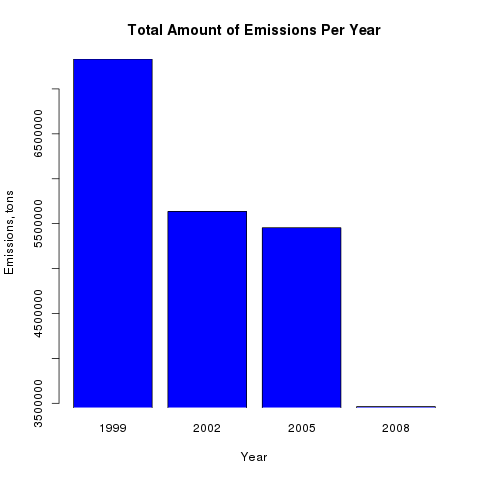 Total Amount of Emissions Per Year
Emissions, tons
6500000
5500000
4500000
3500000
1999 2002 2005 2008
Year